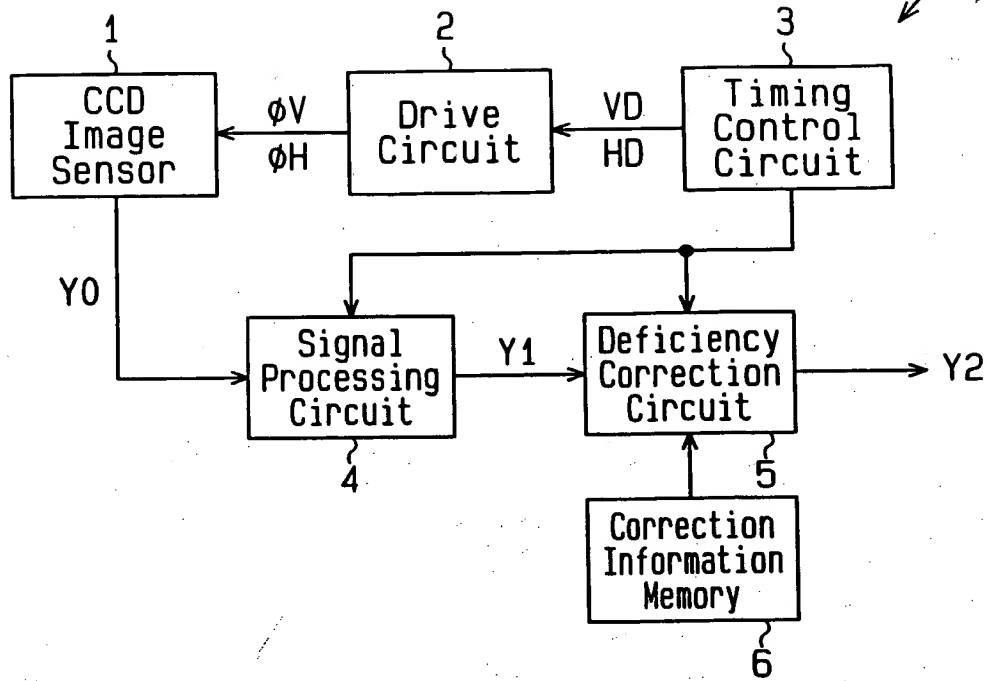 1
2
3
CCD
Image
Sensor
φV
φH
Drive
Circuit
VD
HD
Timing
Control
Circuit
Y0
Signal
Processing
Circuit
4
Y1
Deficiency
Correction
Circuit
5
Y2
Correction
Information
Memory
6